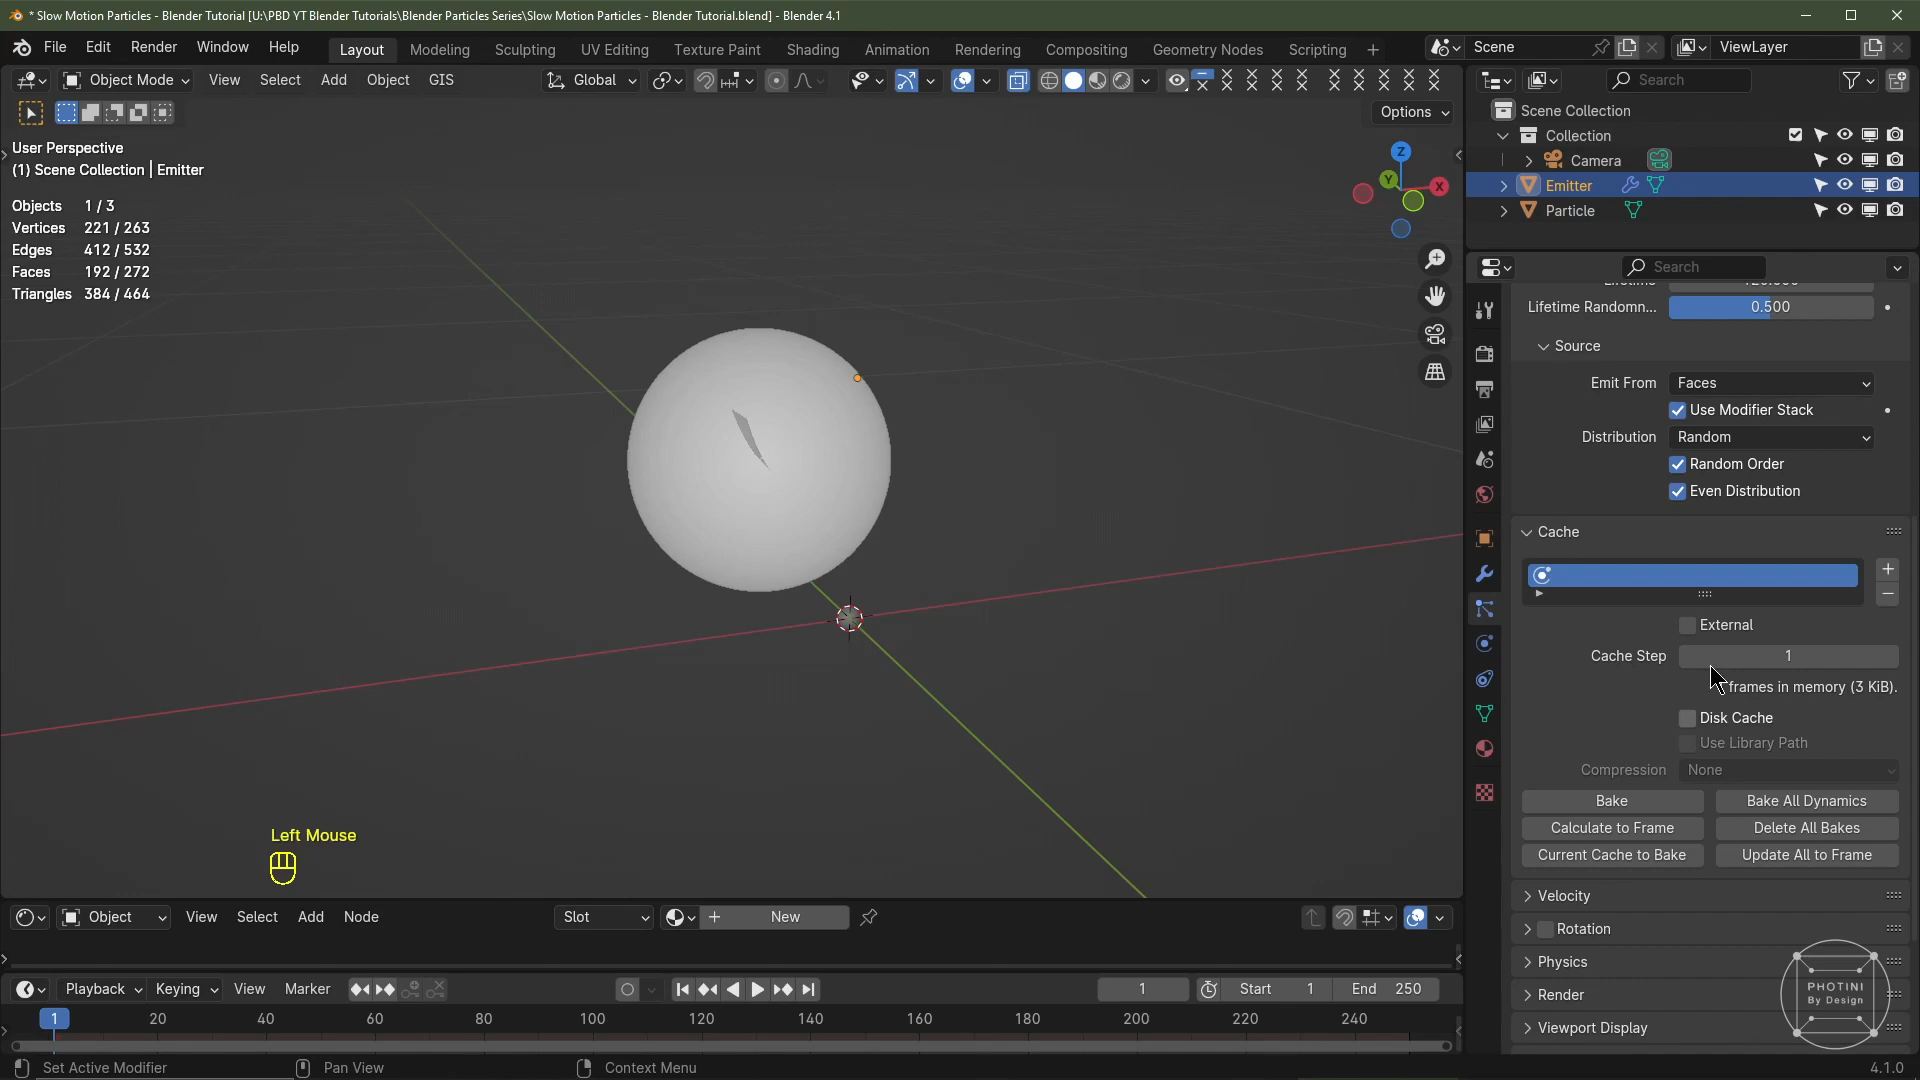 * Slow Motion Particles - Blender Tutorial [U:\PBD YT Blender Tutorials\Blender Particles Series\Slow Motion Particles - Blender Tutorial.blend] - Blender 4.1
File Edit Render Window Help Layout Modeling Sculpting UV Editing Texture Paint Shading Animation Rendering Compositing Geometry Nodes Scripting Scene ViewLayer
Object Mode View Select Add Object GIS Global Search
Options
User Perspective
(1) Scene Collection | Emitter
Objects 1 / 3
Vertices 221 / 263
Edges 412 / 532
Faces 192 / 272
Triangles 384 / 464
Z
Y
X
Scene Collection
Collection
Camera
Emitter
Particle
Search
Lifetime Randomn... 0.500
Source
Emit From Faces
Use Modifier Stack
Distribution Random
Random Order
Even Distribution
Cache
External
Cache Step 1
frames in memory (3 KiB).
Disk Cache
Use Library Path
Compression None
Bake Bake All Dynamics
Calculate to Frame Delete All Bakes
Current Cache to Bake Update All to Frame
Velocity
Rotation
Physics
Render
Viewport Display
PHOTINI
By Design
Left Mouse
Object View Select Add Node Slot New
Playback Keying View Marker 1 Start 1 End 250
1 20 40 60 80 100 120 140 160 180 200 220 240
Set Active Modifier Pan View Context Menu 4.1.0